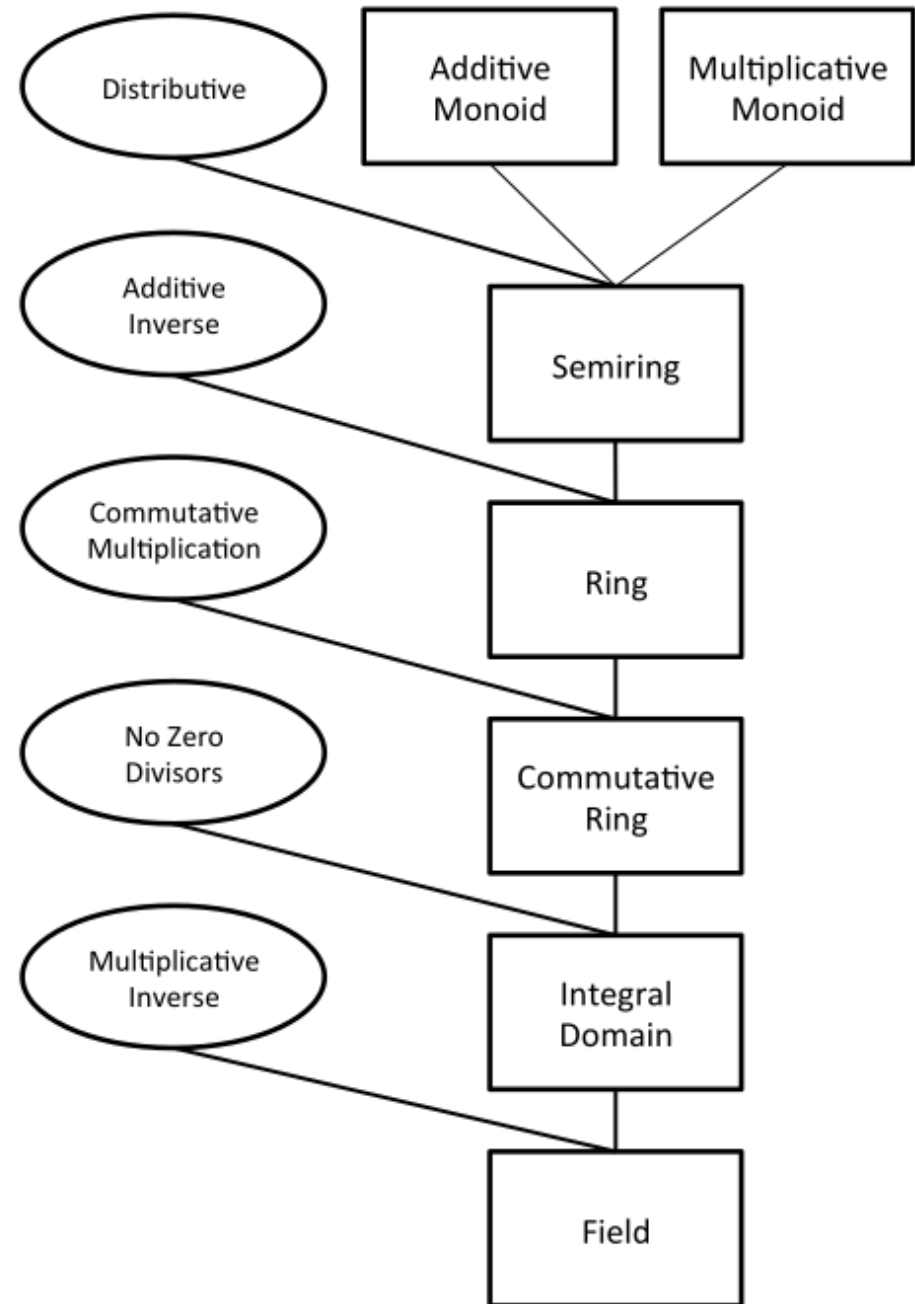 Distributive
Additive
Monoid
Multiplicative
Monoid
Additive
Inverse
Semiring
Commutative
Multiplication
Ring
No Zero
Divisors
Commutative
Ring
Multiplicative
Inverse
Integral
Domain
Field